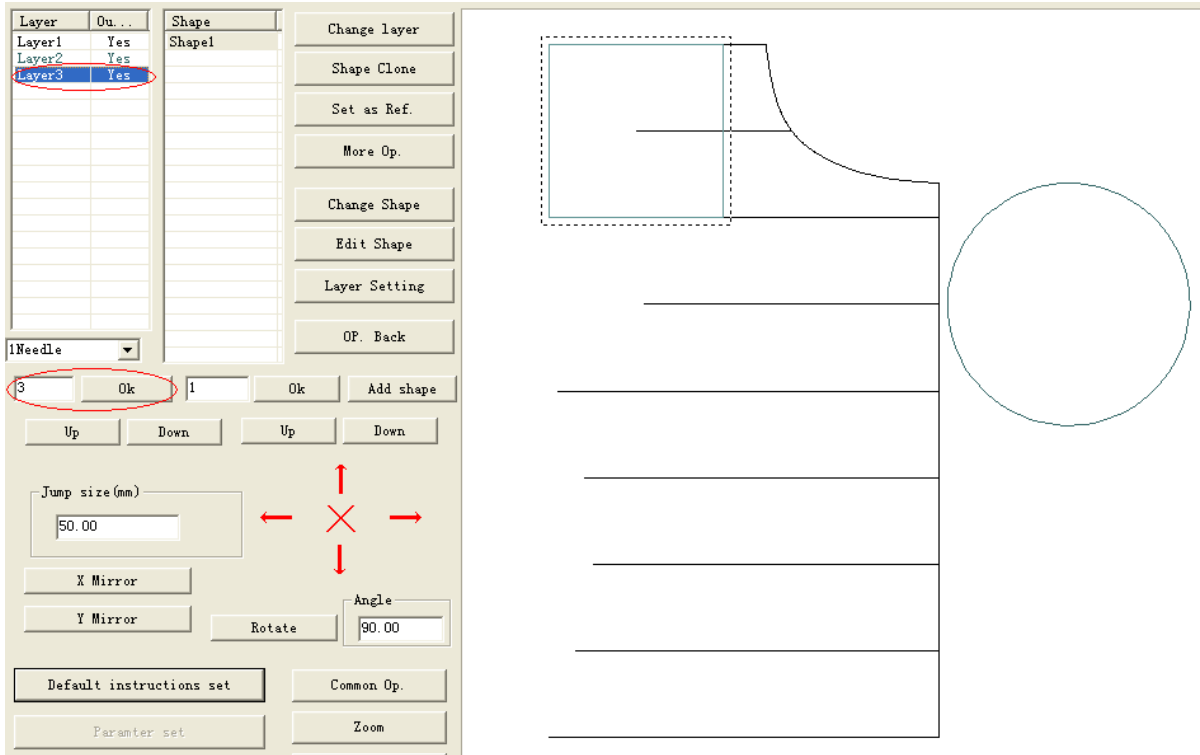 Layer Ou... Shape
Layer1 Yes Shape1
Layer2 Yes
Layer3 Yes
Change layer
Shape Clone
Set as Ref.
More Op.
Change Shape
Edit Shape
Layer Setting
OP. Back
1Needle
3 Ok 1 Ok Add shape
Up Down Up Down
Jump size(mm)
50.00
X Mirror
Y Mirror
Rotate
Angle
90.00
Default instructions set
Common Op.
Paramter set
Zoom